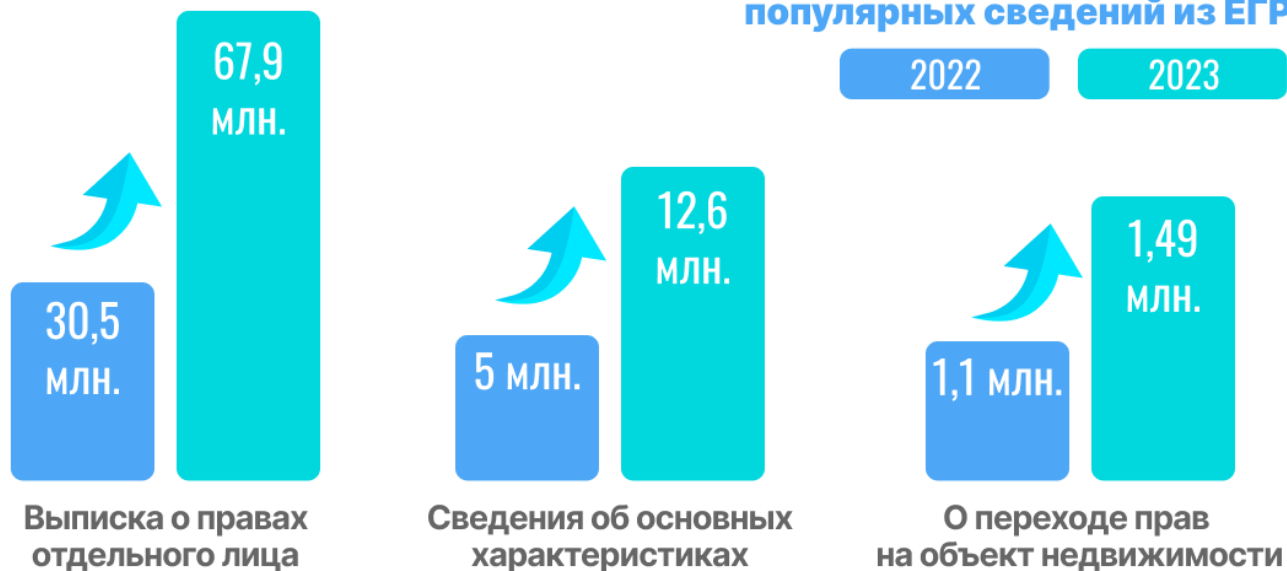 популярных сведений из ЕГР
2022
2023
67,9
млн.
30,5
млн.
12,6
млн.
5 млн.
1,49
млн.
1,1 млн.
Выписка о правах
отдельного лица
Сведения об основных
характеристиках
О переходе прав
на объект недвижимости